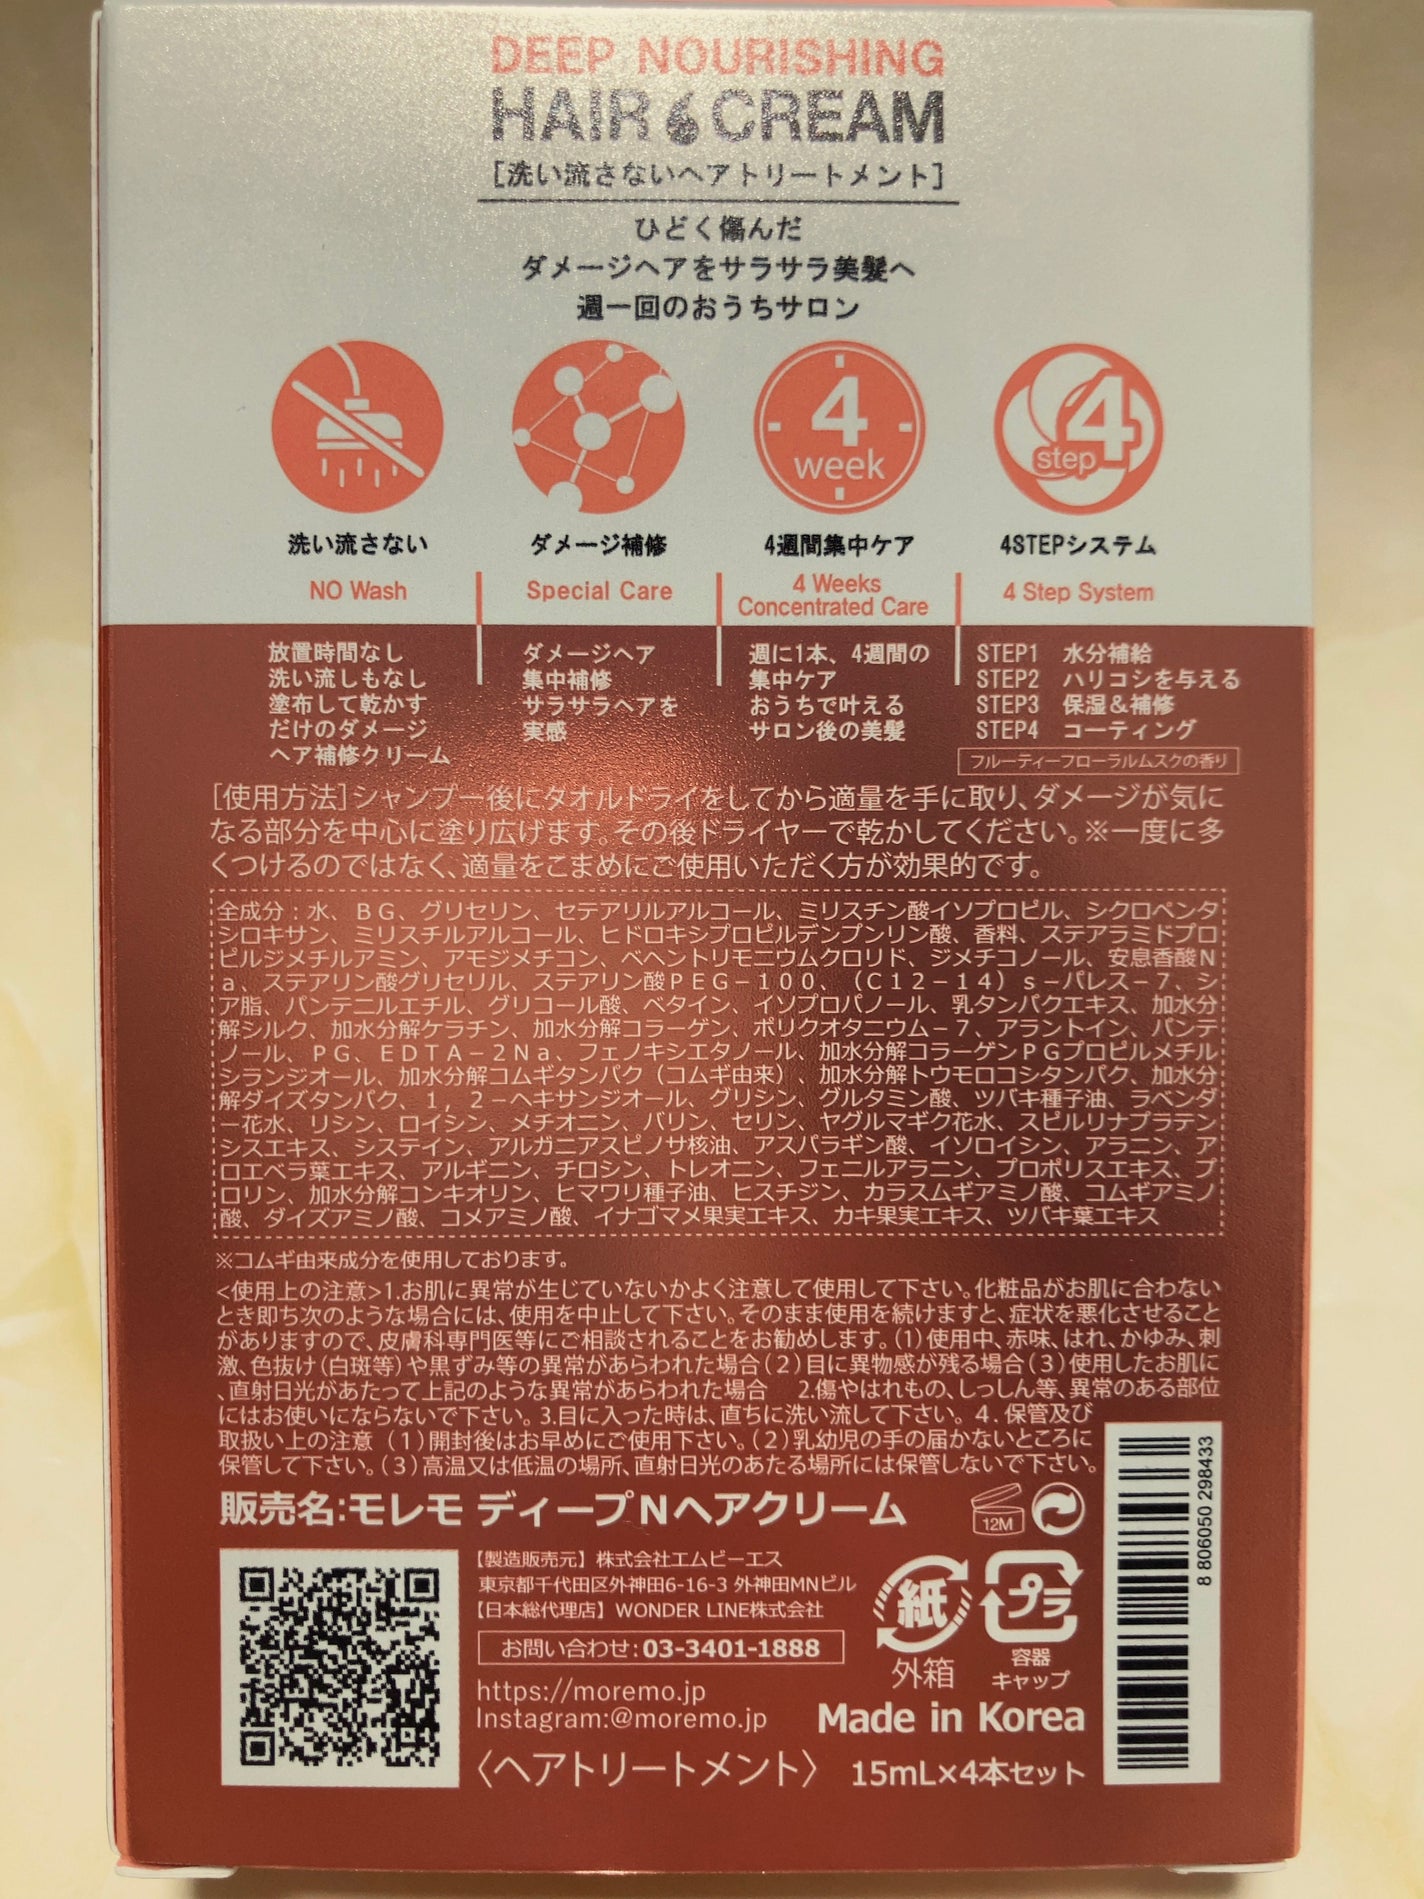 DEEP NOURISHING
HAIR CREAM
[洗い流さないヘアトリートメント]
ひどく傷んだ
ダメージヘアをサラサラ美髪へ
週一回のおうちサロン
4
week
4
step
洗い流さない
NO Wash
ダメージ補修
Special Care
4週間集中ケア
4 Weeks
Concentrated Care
4STEPシステム
4 Step System
放置時間なし
洗い流しもなし
塗布して乾かす
だけのダメージ
ヘア補修クリーム
ダメージヘア
集中補修
サラサラヘアを
実感
週に1本、4週間の
集中ケア
おうちで叶える
サロン後の美髪
STEP1 水分補給
STEP2 ハリコシを与える
STEP3 保湿&補修
STEP4 コーティング
フルーティーフローラルムスクの香り
[使用方法]シャンプー後にタオルドライをしてから適量を手に取り、ダメージが気に
なる部分を中心に塗り広げます。その後ドライヤーで乾かしてください。※一度に多
くつけるのではなく、適量をこまめにご使用いただく方が効果的です。
全成分：水、ＢＧ、グリセリン、セテアリルアルコール、ミリスチン酸イソプロピル、シクロペンタ
シロキサン、ミリスチルアルコール、ヒドロキシプロピルデンプンリン酸、香料、ステアラミドプロ
ピルジメチルアミン、アモジメチコン、ベヘントリモニウムクロリド、ジメチコノール、安息香酸Ｎ
ａ、ステアリン酸グリセリル、ステアリン酸ＰＥＧ－１００、（Ｃ１２－１４）ｓ－パレス－７、シ
ア脂、パンテニルエチル、グリコール酸、ベタイン、イソプロパノール、乳タンパクエキス、加水分
解シルク、加水分解ケラチン、加水分解コラーゲン、ポリクオタニウム－７、アラントイン、パンテ
ノール、ＰＧ、ＥＤＴＡ－２Ｎａ、フェノキシエタノール、加水分解コラーゲンＰＧプロピルメチル
シランジオール、加水分解コムギタンパク（コムギ由来）、加水分解トウモロコシタンパク、加水分
解ダイズタンパク、１，２－ヘキサンジオール、グリシン、グルタミン酸、ツバキ種子油、ラベンダ
ー花水、リシン、ロイシン、メチオニン、バリン、セリン、ヤグルマギク花水、スピルリナプラテン
シスエキス、システイン、アルガニアスピノサ核油、アスパラギン酸、イソロイシン、アラニン、ア
ロエベラ葉エキス、アルギニン、チロシン、トレオニン、フェニルアラニン、プロポリスエキス、プ
ロリン、加水分解コンキオリン、ヒマワリ種子油、ヒスチジン、カラスムギアミノ酸、コムギアミノ
酸、ダイズアミノ酸、コメアミノ酸、イナゴマメ果実エキス、カキ果実エキス、ツバキ葉エキス
※コムギ由来成分を使用しております。
<使用上の注意>1.お肌に異常が生じていないかよく注意して使用して下さい。化粧品がお肌に合わない
とき即ち次のような場合には、使用を中止して下さい。そのまま使用を続けますと、症状を悪化させること
がありますので、皮膚科専門医等にご相談されることをお勧めします。(1)使用中、赤味、はれ、かゆみ、刺
激、色抜け(白斑等)や黒ずみ等の異常があらわれた場合(2)目に異物感が残る場合(3)使用したお肌に
、直射日光があたって上記のような異常があらわれた場合 2.傷やはれもの、しっしん等、異常のある部位
にはお使いにならないで下さい。3.目に入った時は、直ちに洗い流して下さい。4.保管及び
取扱い上の注意 (1)開封後はお早めにご使用下さい。(2)乳幼児の手の届かないところに
保管して下さい。(3)高温又は低温の場所、直射日光のあたる場所には保管しないで下さい。
販売名:モレモ ディープNヘアクリーム
12M
【製造販売元】株式会社エムビーエス
東京都千代田区外神田6-16-3 外神田MNビル
【日本総代理店】WONDER LINE株式会社
お問い合わせ:03-3401-1888
https://moremo.jp
Instagram:@moremo.jp
〈ヘアトリートメント〉
紙
外箱
プラ
容器
キャップ
Made in Korea
15mL×4本セット
8 806050 298433